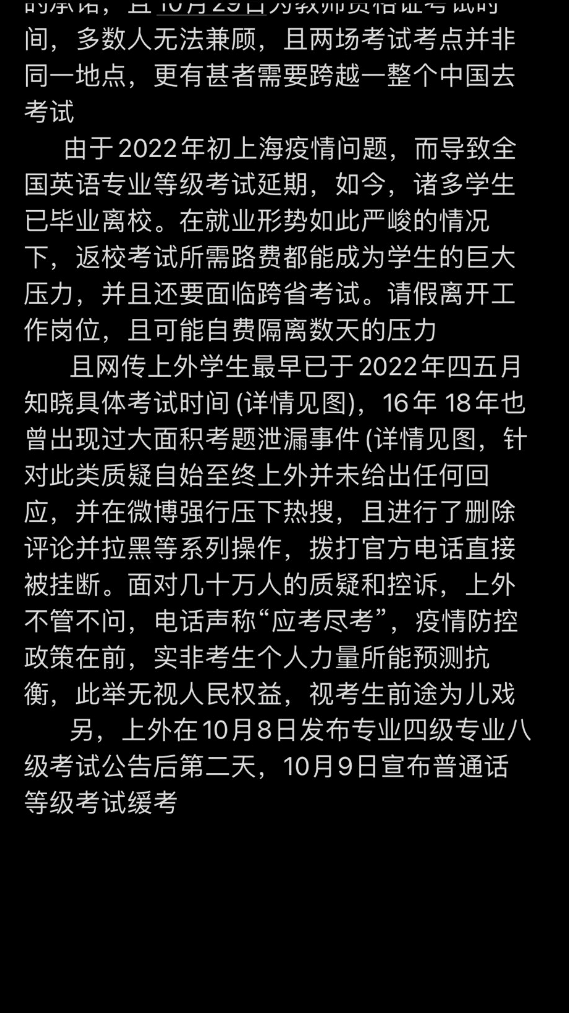 的承诺，且10月29日为教师资格证考试时
间，多数人无法兼顾，且两场考试考点并非
同一地点，更有甚者需要跨越一整个中国去
考试
由于2022年初上海疫情问题，而导致全
国英语专业等级考试延期，如今，诸多学生
已毕业离校。在就业形势如此严峻的情况
下，返校考试所需路费都能成为学生的巨大
压力，并且还要面临跨省考试。请假离开工
作岗位，且可能自费隔离数天的压力
且网传上外学生最早已于2022年四五月
知晓具体考试时间 (详情见图)，16年 18年也
曾出现过大面积考题泄漏事件 (详情见图，针
对此类质疑自始至终上外并未给出任何回
应，并在微博强行压下热搜，且进行了删除
评论并拉黑等系列操作，拨打官方电话直接
被挂断。面对几十万人的质疑和控诉，上外
不管不问，电话声称“应考尽考”，疫情防控
政策在前，实非考生个人力量所能预测抗
衡，此举无视人民权益，视考生前途为儿戏
另，上外在10月8日发布专业四级专业八
级考试公告后第二天，10月9日宣布普通话
等级考试缓考